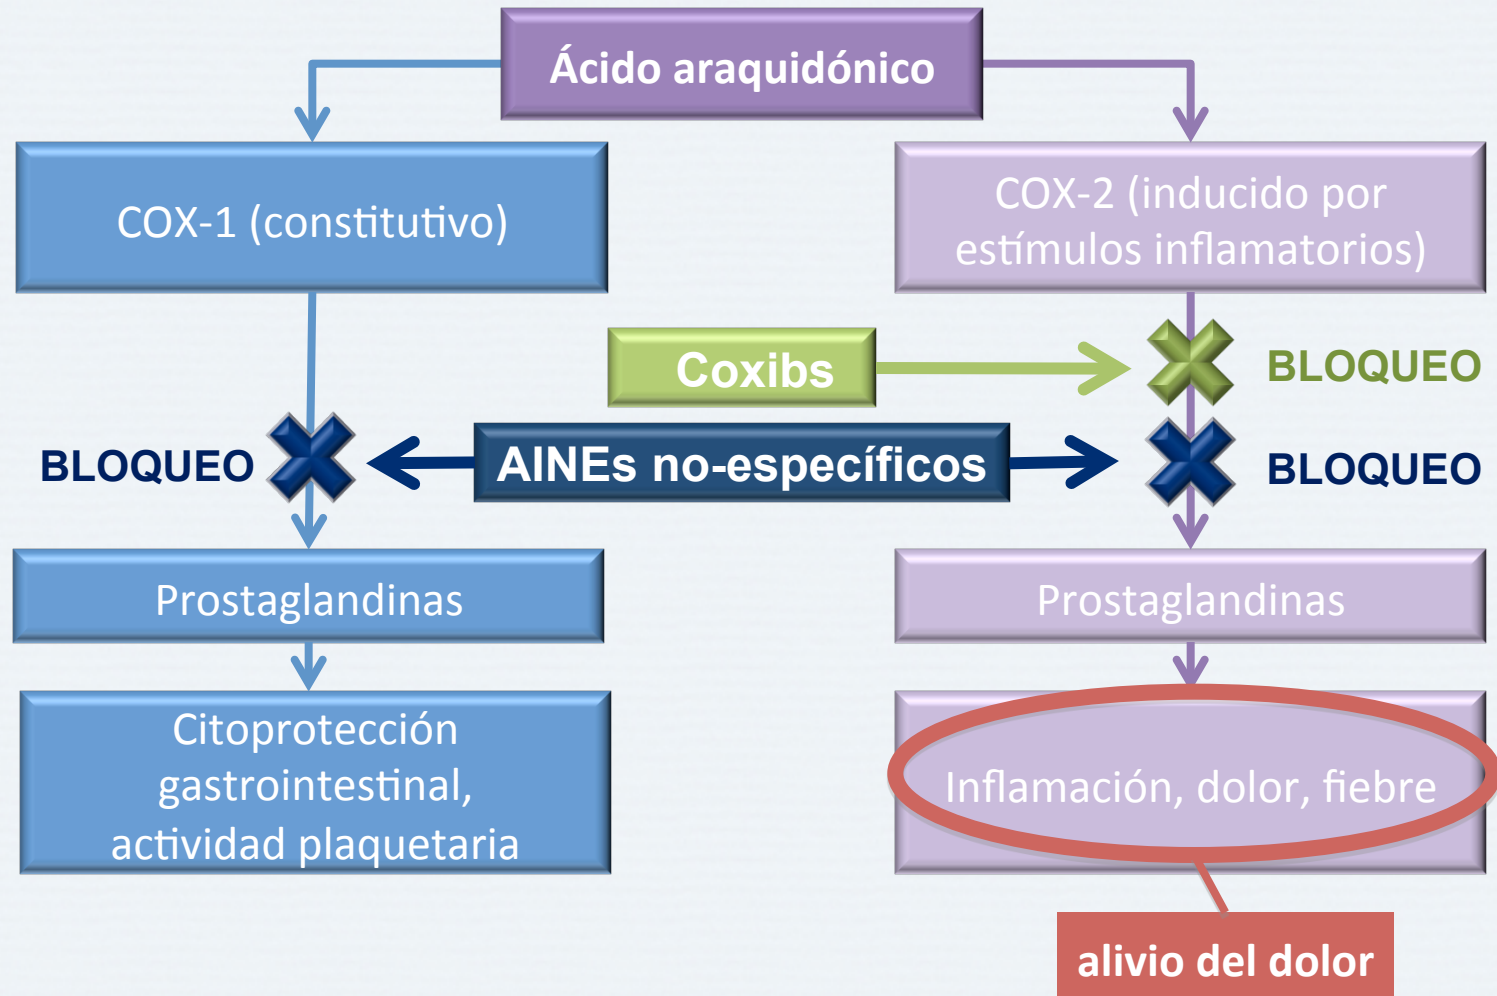 Ácido araquidónico
COX-1 (constitutivo)
COX-2 (inducido por
estímulos inflamatorios)
Coxibs
BLOQUEO
BLOQUEO
AINEs no-específicos
BLOQUEO
Prostaglandinas
Prostaglandinas
Citoprotección
gastrointestinal,
actividad plaquetaria
Inflamación, dolor, fiebre
alivio del dolor